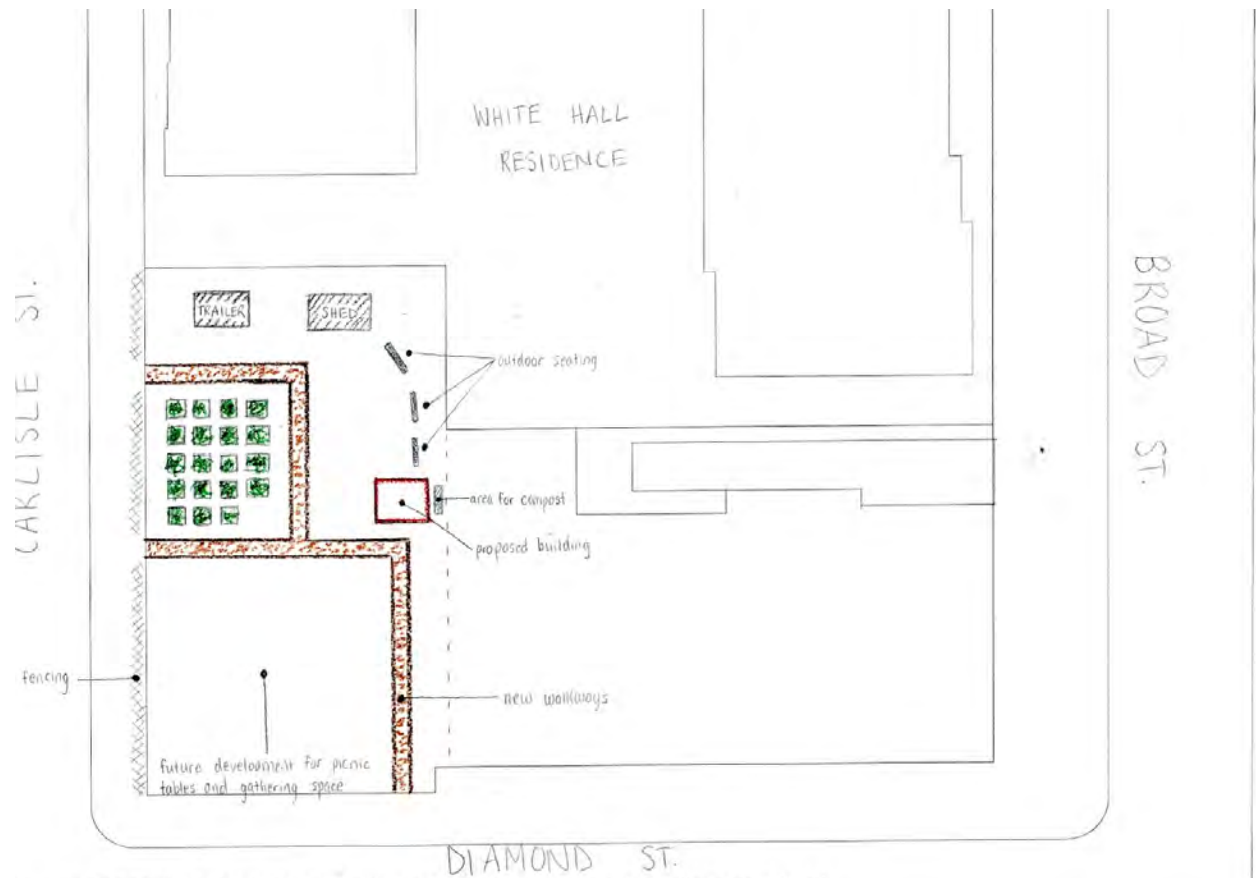 WHITE HALL
RESIDENCE
CARLISLE ST.
BROAD ST.
TRAILER
SHED
outdoor seating
area for compost
proposed building
fencing
new walkways
future development for picnic
tables and gathering space
DIAMOND ST.